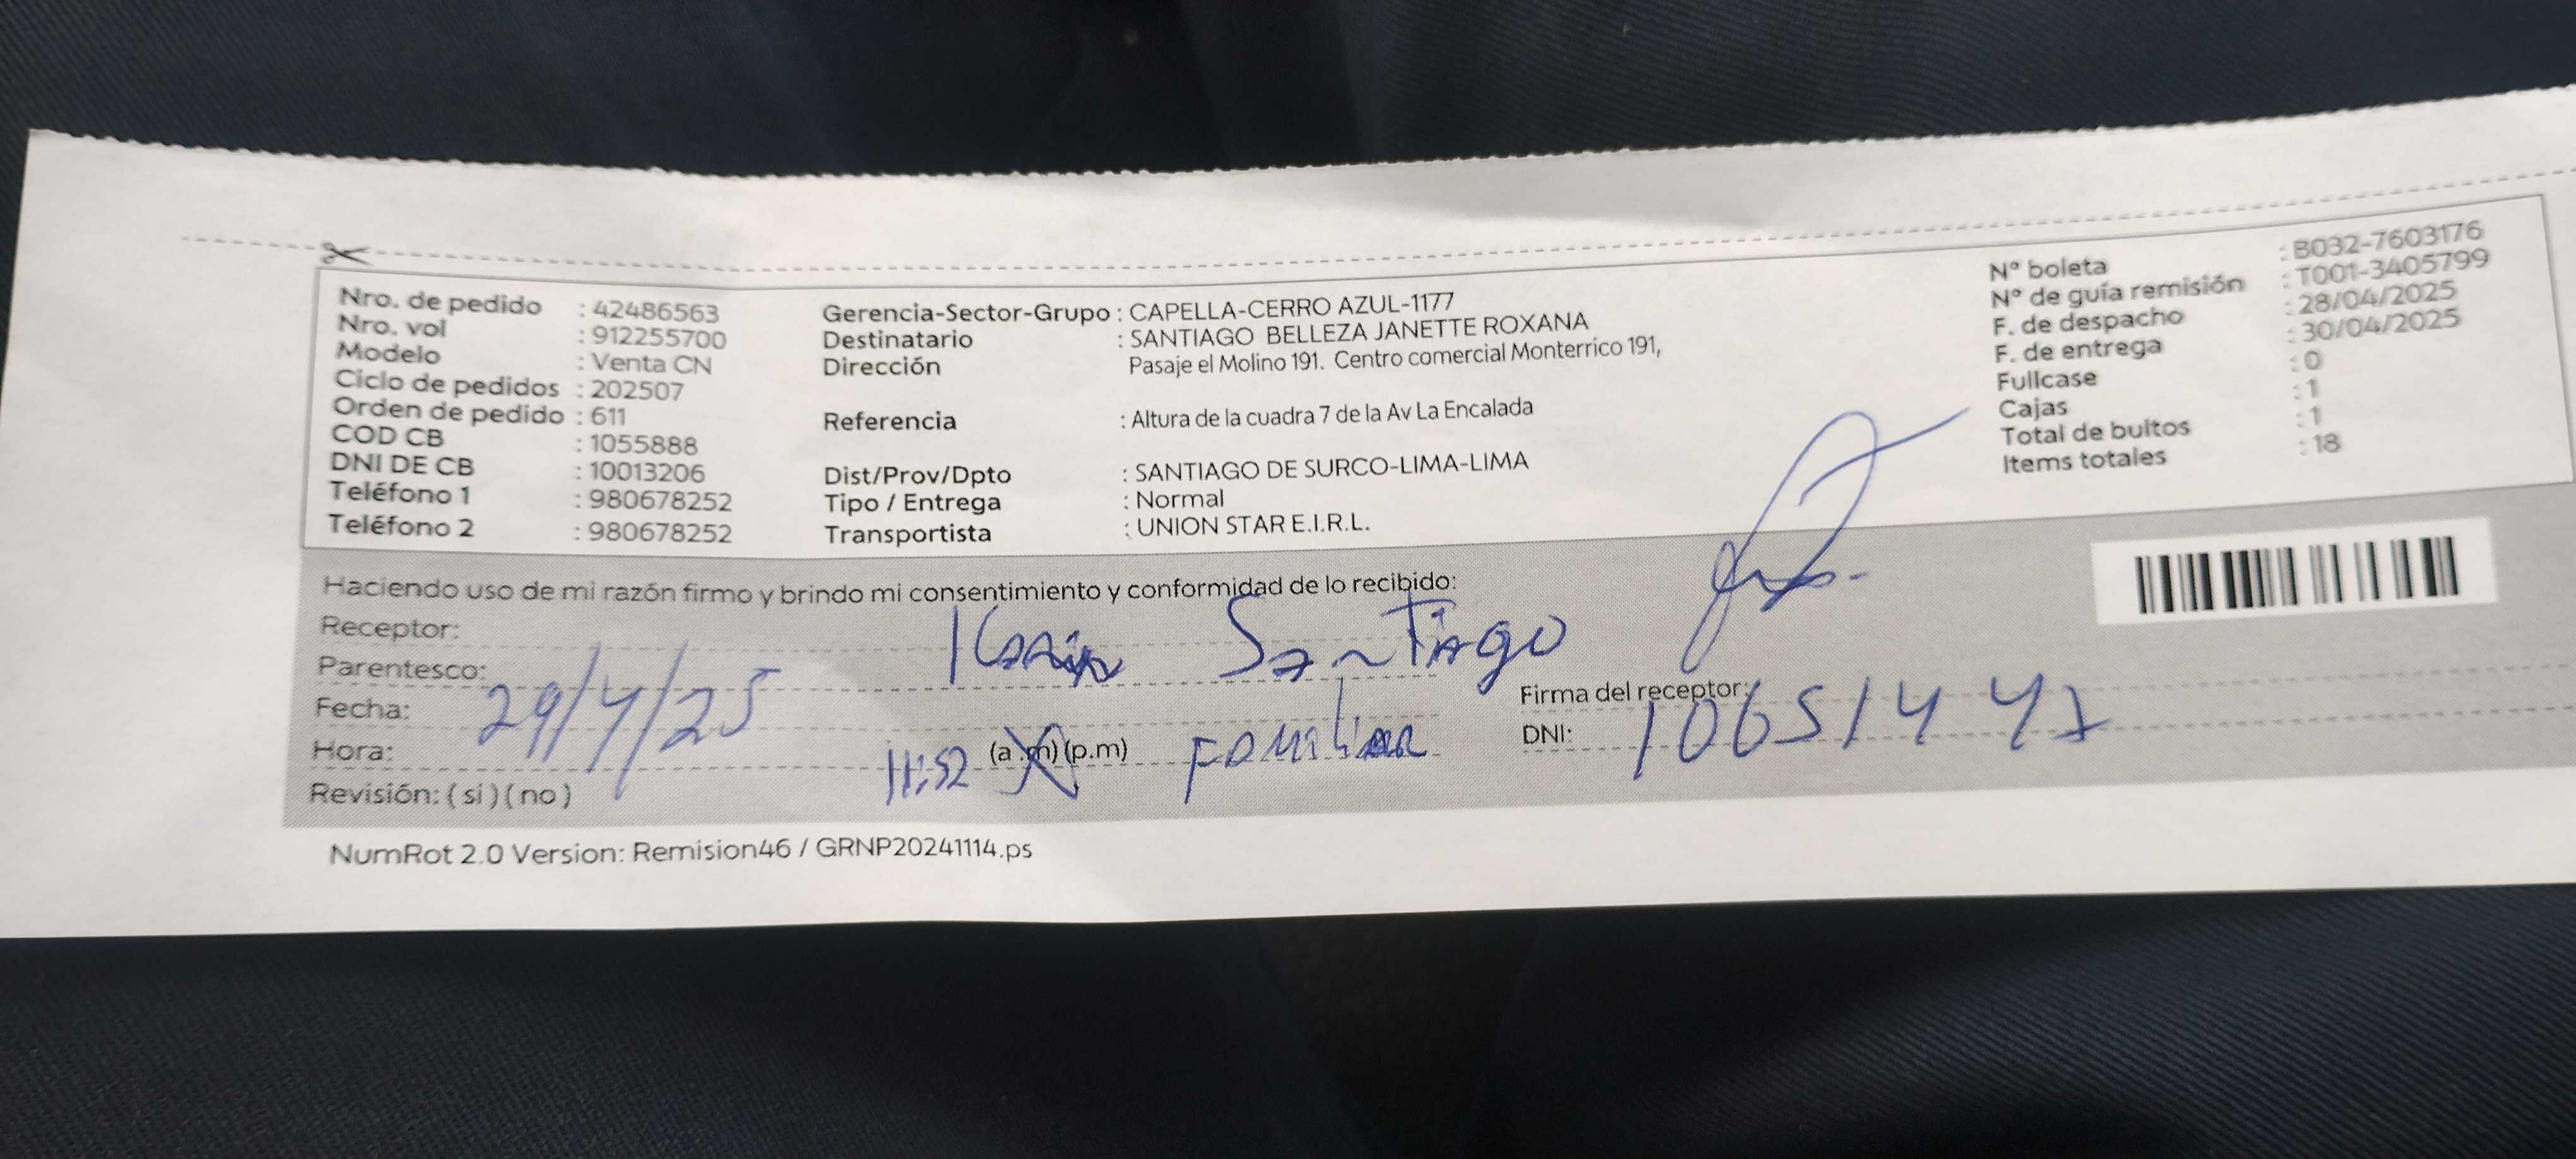 Nro. de pedido : 42486563
Nro. vol : 912255700
Modelo : Venta CN
Ciclo de pedidos : 202507
Orden de pedido : 611
COD CB : 1055888
DNI DE CB : 10013206
Teléfono 1 : 980678252
Teléfono 2 : 980678252
Gerencia-Sector-Grupo : CAPELLA-CERRO AZUL-1177
Destinatario : SANTIAGO BELLEZA JANETTE ROXANA
Dirección Pasaje el Molino 191. Centro comercial Monterrico 191,
Referencia : Altura de la cuadra 7 de la Av La Encalada
Dist/Prov/Dpto : SANTIAGO DE SURCO-LIMA-LIMA
Tipo / Entrega : Normal
Transportista : UNION STAR E.I.R.L.
N° boleta : B032-7603176
N° de guía remisión : T001-3405799
F. de despacho : 28/04/2025
F. de entrega : 30/04/2025
Fullcase : 0
Cajas : 1
Total de bultos : 1
Items totales : 18
Haciendo uso de mi razón firmo y brindo mi consentimiento y conformidad de lo recibido:
Receptor: Karin Santiago
Parentesco:
Firma del receptor:
Fecha: 29/4/25
Hora: 11:52 (a.m) (p.m) Familiar
DNI: 10651447
Revisión: ( si ) ( no )
NumRot 2.0 Version: Remision46 / GRNP20241114.ps